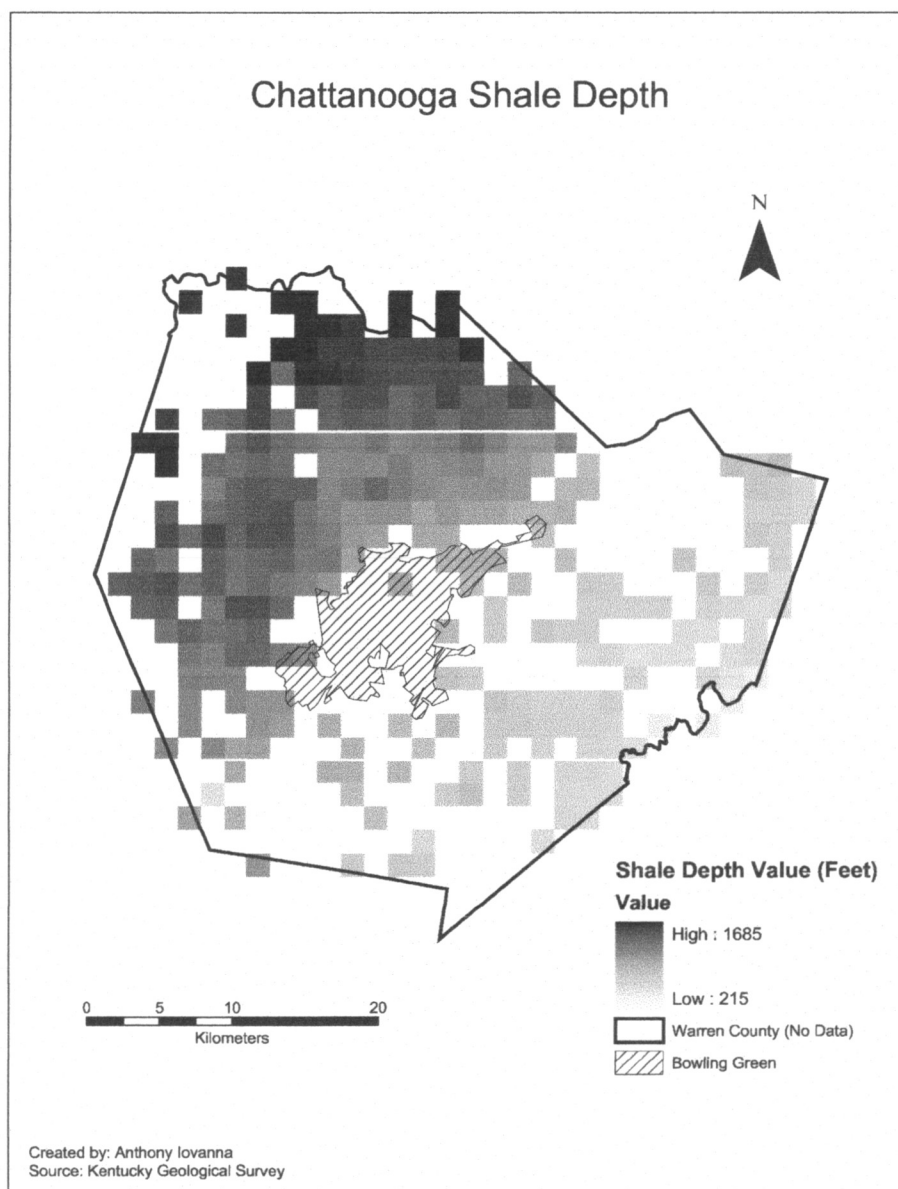 Chattanooga Shale Depth
N
Shale Depth Value (Feet)
Value
High : 1685
Low : 215
Warren County (No Data)
Bowling Green
0 5 10 20
Kilometers
Created by: Anthony Iovanna
Source: Kentucky Geological Survey